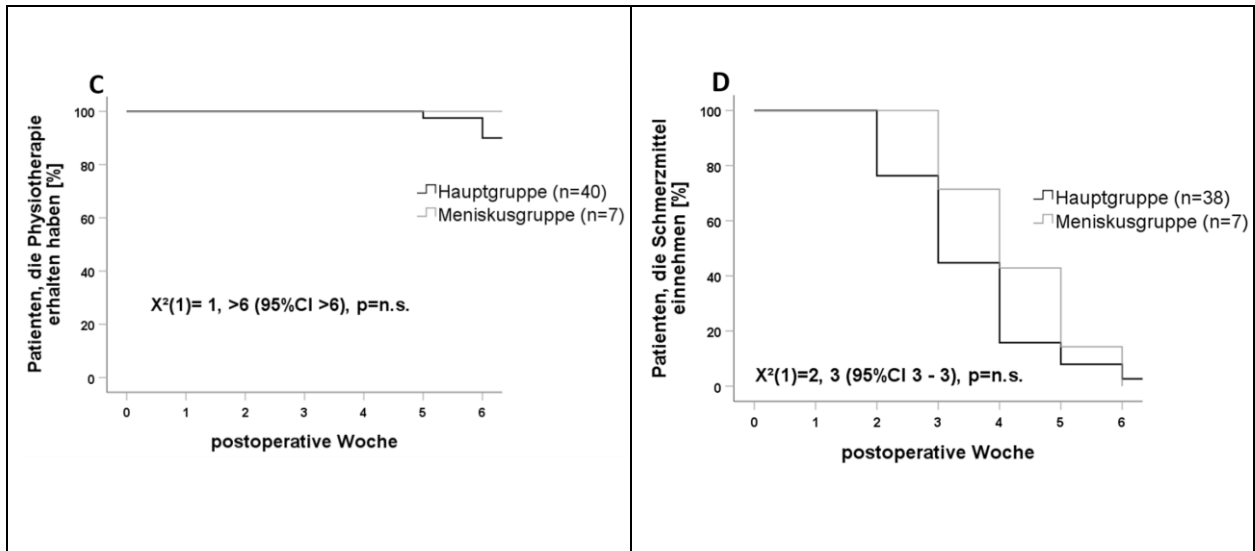 C
Patienten, die Physiotherapie
erhalten haben [%]
100
80
60
40
20
0
Hauptgruppe (n=40)
Meniskusgruppe (n=7)
X²(1)= 1, >6 (95%CI >6), p=n.s.
0 1 2 3 4 5 6
postoperative Woche
D
Patienten, die Schmerzmittel
einnehmen [%]
100
80
60
40
20
0
Hauptgruppe (n=38)
Meniskusgruppe (n=7)
X²(1)=2, 3 (95%CI 3 - 3), p=n.s.
0 1 2 3 4 5 6
postoperative Woche